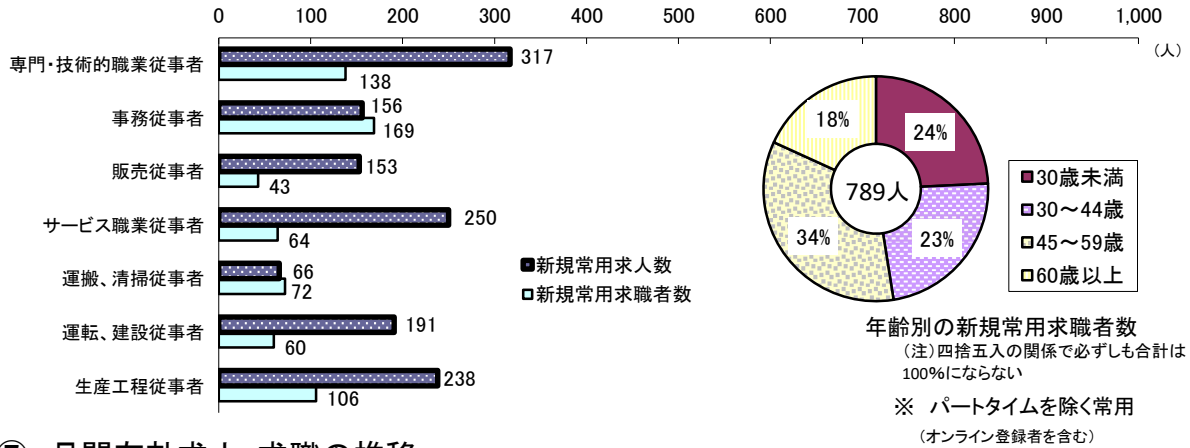 0 100 200 300 400 500 600 700 800 900 1,000
（人）
専門・技術的職業従事者 317
138
事務従事者 156
169
販売従事者 153
43
サービス職業従事者 250
64
運搬、清掃従事者 66
72
運転、建設従事者 191
60
生産工程従事者 238
106
■新規常用求人数
□新規常用求職者数
18%
24%
789人
34%
23%
■30歳未満
■30～44歳
■45～59歳
□60歳以上
年齢別の新規常用求職者数
（注）四捨五入の関係で必ずしも合計は
100%にならない
※ パートタイムを除く常用
（オンライン登録者を含む）